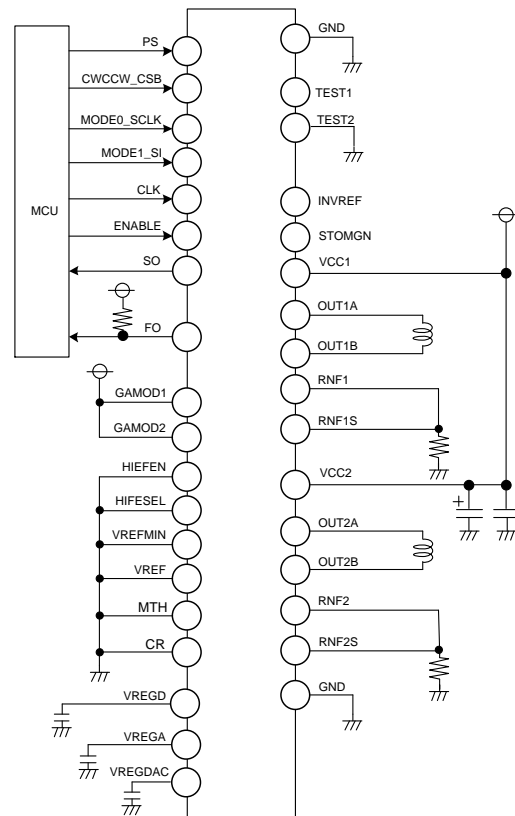 PS
CWCCW_CSB
MODE0_SCLK
MODE1_SI
MCU
CLK
ENABLE
SO
FO
GAMOD1
GAMOD2
HIEFEN
HIFESEL
VREFMIN
VREF
MTH
CR
VREGD
VREGA
VREGDAC
GND
TEST1
TEST2
INVREF
STOMGN
VCC1
OUT1A
OUT1B
RNF1
RNF1S
VCC2
+
OUT2A
OUT2B
RNF2
RNF2S
GND